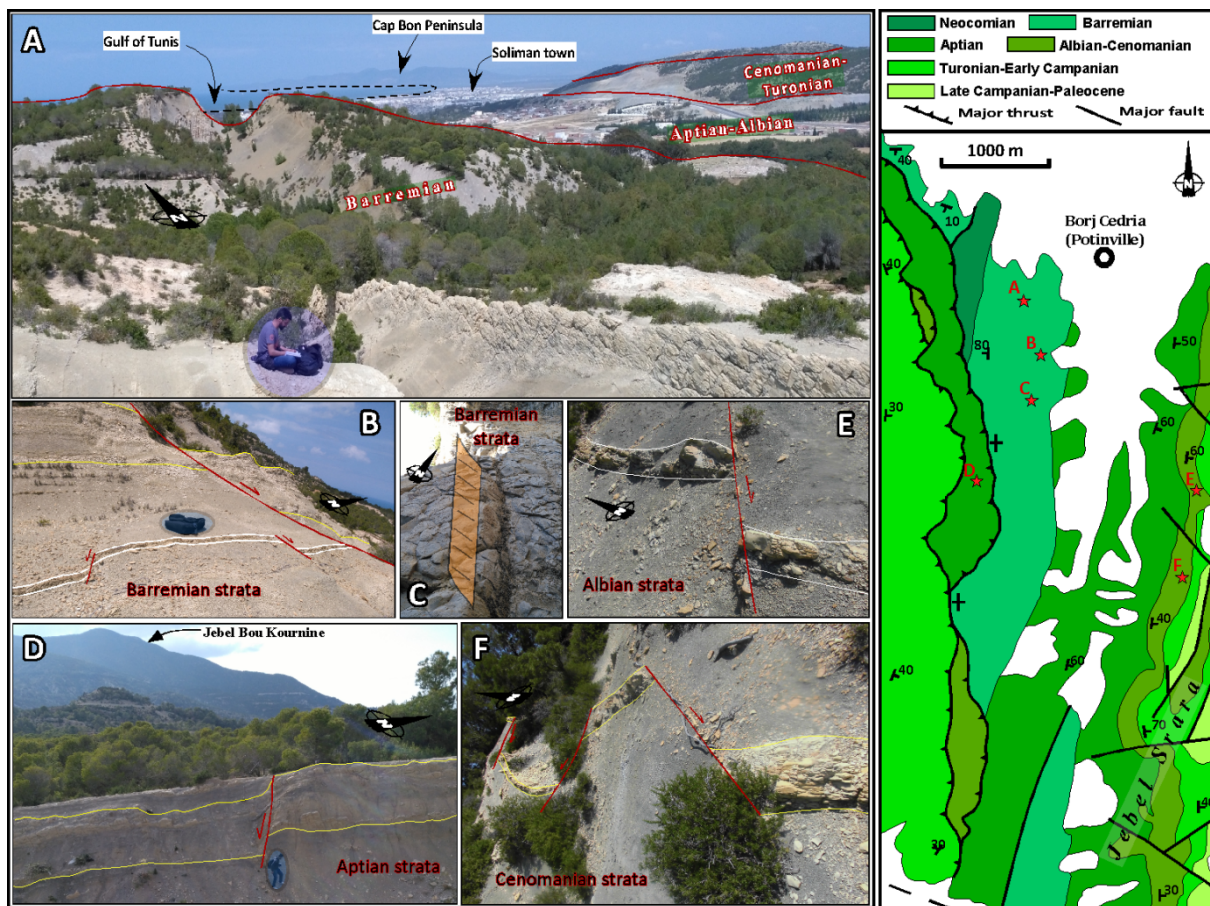 A
Gulf of Tunis
Cap Bon Peninsula
Soliman town
Cenomanian-
Turonian
Aptian-Albian
Barremian
N
B
Barremian strata
N
Barremian
strata
N
C
E
Albian strata
N
D
Jebel Bou Kournine
N
Aptian strata
F
N
Cenomanian strata
Neocomian
Barremian
Aptian
Albian-Cenomanian
Turonian-Early Campanian
Late Campanian-Paleocene
Major thrust
Major fault
1000 m
N
Borj Cedria
(Potinville)
40
10
40
A
50
80
B
C
30
60
60
D
E
F
40
40
60
70
Jebel Srara
40
30
30